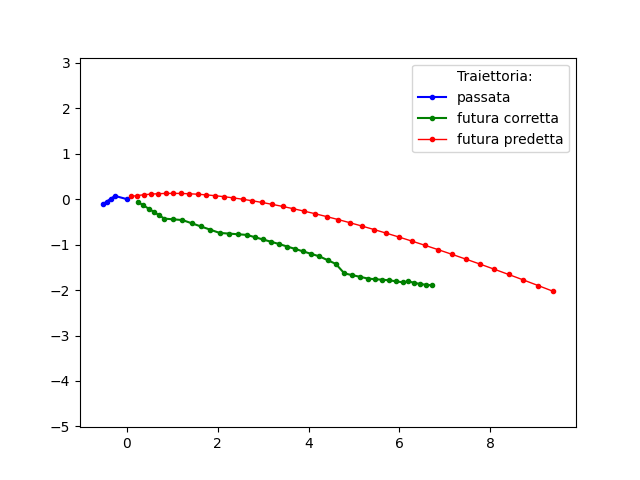 Traiettoria:
passata
futura corretta
futura predetta
3
2
1
0
−1
−2
−3
−4
−5
0 2 4 6 8